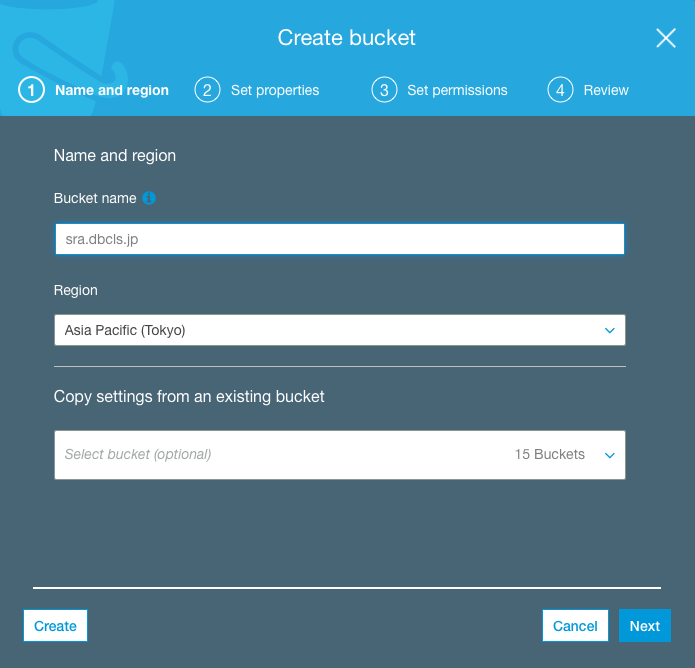 Create bucket
1 Name and region 2 Set properties 3 Set permissions 4 Review
Name and region
Bucket name
sra.dbcls.jp
Region
Asia Pacific (Tokyo)
Copy settings from an existing bucket
Select bucket (optional) 15 Buckets
Create Cancel Next